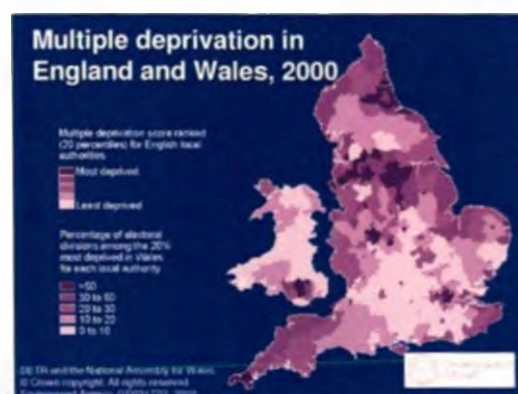 Multiple deprivation in
England and Wales, 2000
Multiple deprivation score ranked
(20 percentiles) for English local
authorities
Most deprived
Least deprived
Percentage of electoral
divisions among the 20%
most deprived in Wales
for each local authority
>50
30 to 50
20 to 30
10 to 20
0 to 10
DETR and the National Assembly for Wales
© Crown copyright. All rights reserved
Environment Agency,